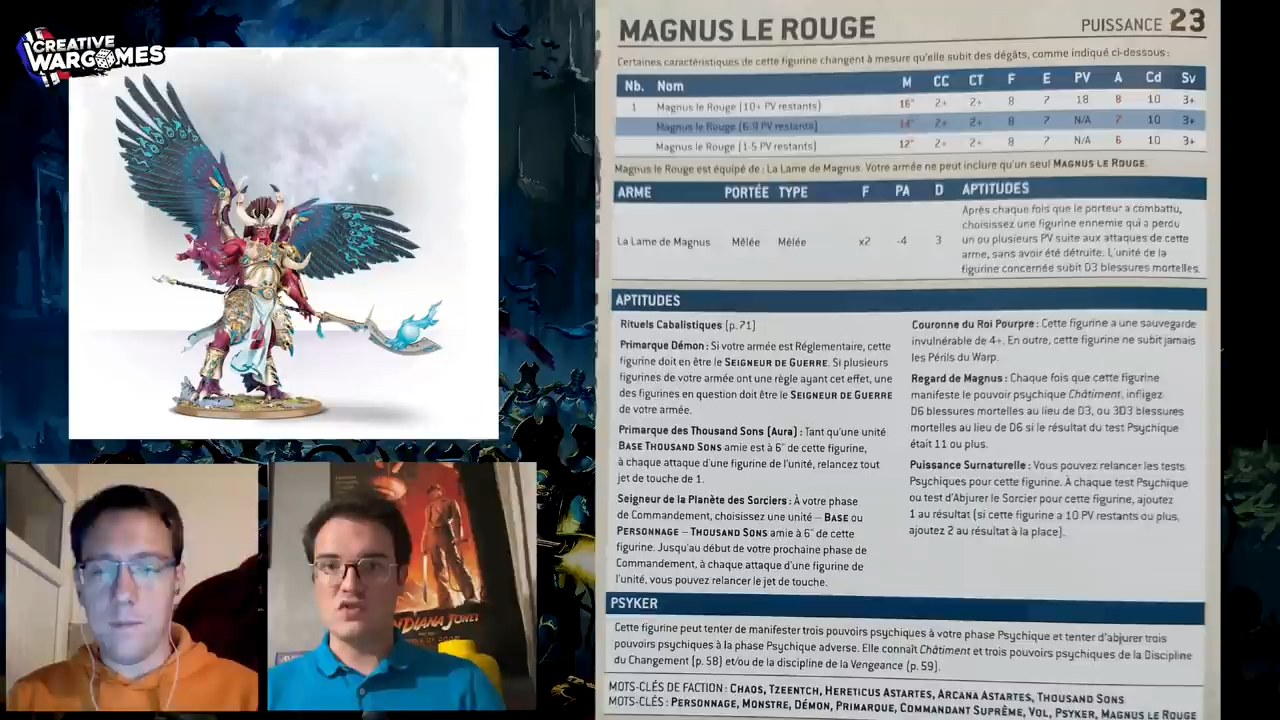 CREATIVE
WARGOMES
MAGNUS LE ROUGE
PUISSANCE 23
Certaines caractéristiques de cette figurine changent à mesure qu'elle subit des dégâts, comme indiqué ci-dessous :
Nb. Nom M CC CT F E PV A Cd Sv
1 Magnus le Rouge (10+ PV restants) 16" 2+ 2+ 8 7 18 8 10 3+
Magnus le Rouge (6-9 PV restants) 14" 2+ 2+ 8 7 N/A 7 10 3+
Magnus le Rouge (1-5 PV restants) 12" 2+ 2+ 8 7 N/A 6 10 3+
Magnus le Rouge est équipé de : La Lame de Magnus. Votre armée ne peut inclure qu'un seul MAGNUS LE ROUGE.
ARME PORTÉE TYPE F PA D APTITUDES
La Lame de Magnus Mêlée Mêlée x2 -4 3
Après chaque fois que le porteur a combattu,
choisissez une figurine ennemie qui a perdu
un ou plusieurs PV suite aux attaques de cette
arme, sans avoir été détruite. L'unité de la
figurine concernée subit D3 blessures mortelles.
APTITUDES
Rituels Cabalistiques (p.71)
Primarque Démon : Si votre armée est Réglementaire, cette
figurine doit en être le SEIGNEUR DE GUERRE. Si plusieurs
figurines de votre armée ont une règle ayant cet effet, une
des figurines en question doit être le SEIGNEUR DE GUERRE
de votre armée.
Primarque des Thousand Sons (Aura) : Tant qu'une unité
BASE THOUSAND SONS amie est à 6" de cette figurine,
à chaque attaque d'une figurine de l'unité, relancez tout
jet de touche de 1.
Seigneur de la Planète des Sorciers : À votre phase
de Commandement, choisissez une unité – BASE ou
PERSONNAGE – THOUSAND SONS amie à 6" de cette
figurine. Jusqu'au début de votre prochaine phase de
Commandement, à chaque attaque d'une figurine de
l'unité, vous pouvez relancer le jet de touche.
Couronne du Roi Pourpre : Cette figurine a une sauvegarde
invulnérable de 4+. En outre, cette figurine ne subit jamais
les Périls du Warp.
Regard de Magnus : Chaque fois que cette figurine
manifeste le pouvoir psychique Châtiment, infligez
D6 blessures mortelles au lieu de D3, ou 3D3 blessures
mortelles au lieu de D6 si le résultat du test Psychique
était 11 ou plus.
Puissance Surnaturelle : Vous pouvez relancer les tests
Psychiques pour cette figurine. À chaque test Psychique
ou test d'Abjurer le Sorcier pour cette figurine, ajoutez
1 au résultat (si cette figurine a 10 PV restants ou plus,
ajoutez 2 au résultat à la place).
PSYKER
Cette figurine peut tenter de manifester trois pouvoirs psychiques à votre phase Psychique et tenter d'abjurer trois
pouvoirs psychiques à la phase Psychique adverse. Elle connaît Châtiment et trois pouvoirs psychiques de la Discipline
du Changement (p. 58) et/ou de la discipline de la Vengeance (p. 59).
MOTS-CLÉS DE FACTION : CHAOS, TZEENTCH, HERETICUS ASTARTES, ARCANA ASTARTES, THOUSAND SONS
MOTS-CLÉS : PERSONNAGE, MONSTRE, DÉMON, PRIMARQUE, COMMANDANT SUPRÊME, VOL, PSYKER, MAGNUS LE ROUGE
INDIANA JONES